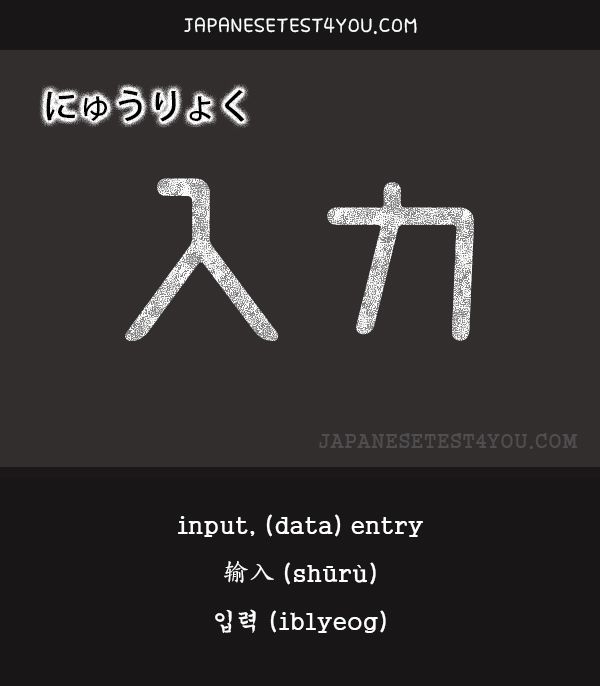 JAPANESETEST4YOU.COM
にゅうりょく
入力
JAPANESETEST4YOU.COM
input, (data) entry
输入 (shūrù)
입력 (iblyeog)